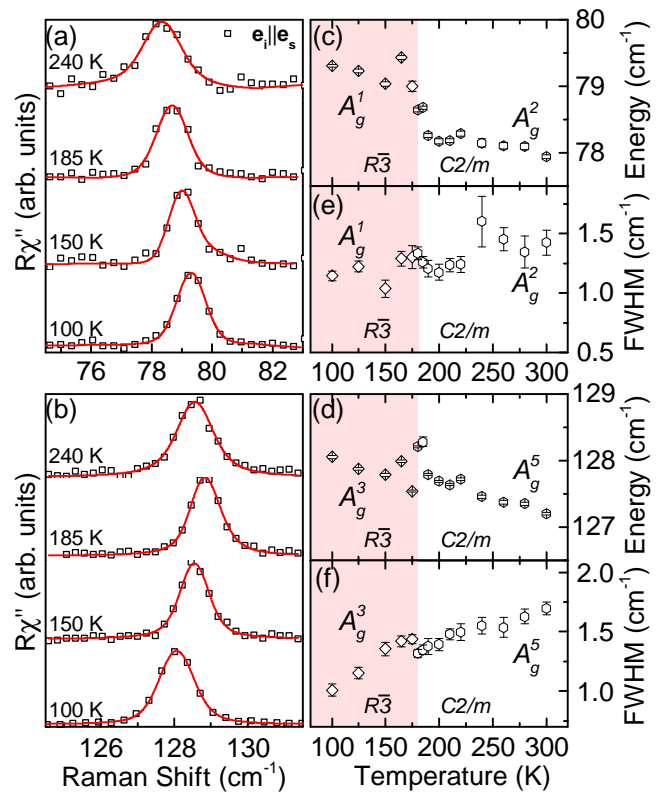 (a)
e_i||e_s
240 K
185 K
150 K
100 K
76 78 80 82
Rχ'' (arb. units)
(c)
A_g^1
A_g^2
R3̅
C2/m
80
79
78
Energy (cm⁻¹)
(e)
A_g^1
A_g^2
R3̅
C2/m
1.5
1.0
0.5
FWHM (cm⁻¹)
100 150 200 250 300
(b)
240 K
185 K
150 K
100 K
126 128 130
Rχ'' (arb. units)
Raman Shift (cm⁻¹)
(d)
A_g^3
A_g^5
R3̅
C2/m
129
128
127
Energy (cm⁻¹)
(f)
A_g^3
A_g^5
R3̅
C2/m
2.0
1.5
1.0
FWHM (cm⁻¹)
100 150 200 250 300
Temperature (K)